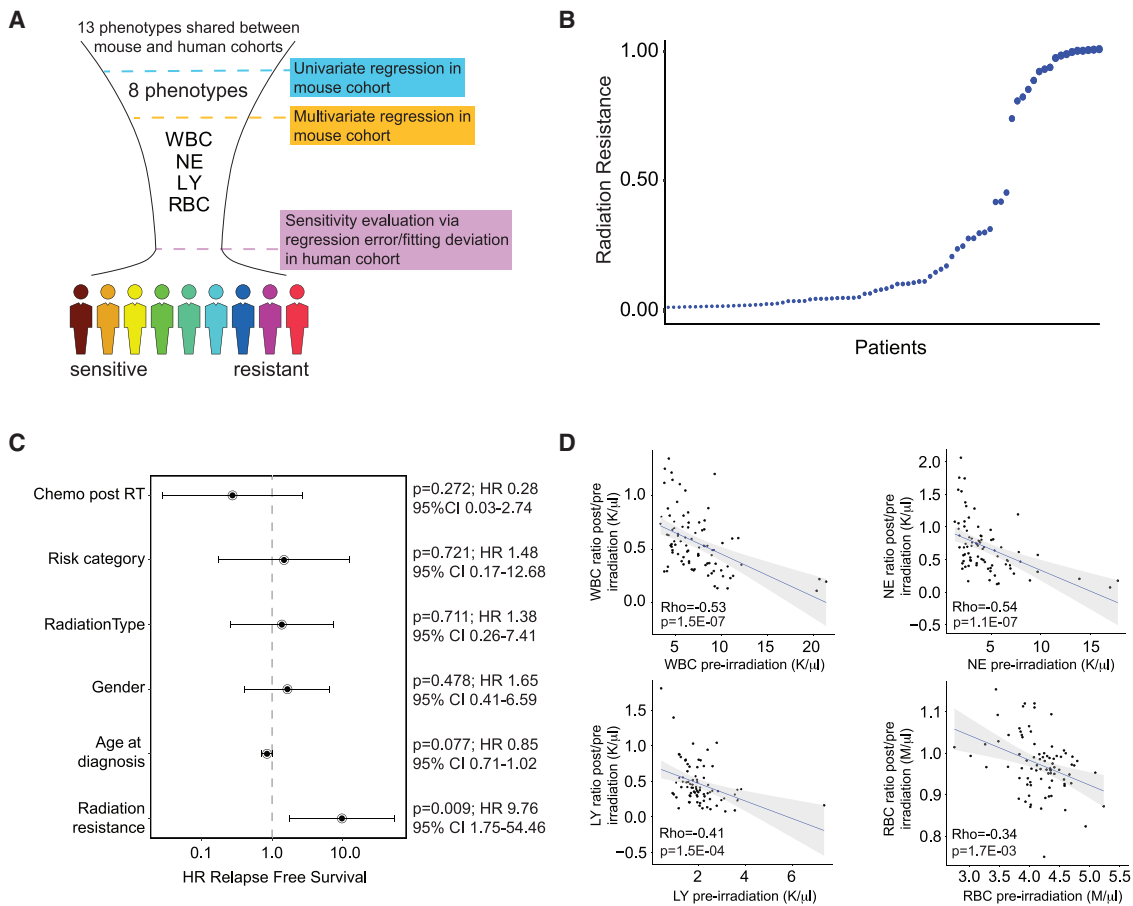 A
13 phenotypes shared between
mouse and human cohorts
Univariate regression in
mouse cohort
8 phenotypes
Multivariate regression in
mouse cohort
WBC
NE
LY
RBC
Sensitivity evaluation via
regression error/fitting deviation
in human cohort
sensitive
resistant
B
Radiation Resistance
1.00
0.50
0.00
Patients
C
Chemo post RT
p=0.272; HR 0.28
95%CI 0.03-2.74
Risk category
p=0.721; HR 1.48
95% CI 0.17-12.68
RadiationType
p=0.711; HR 1.38
95% CI 0.26-7.41
Gender
p=0.478; HR 1.65
95% CI 0.41-6.59
Age at
diagnosis
p=0.077; HR 0.85
95% CI 0.71-1.02
Radiation
resistance
p=0.009; HR 9.76
95% CI 1.75-54.46
0.1 1.0 10.0
HR Relapse Free Survival
D
WBC ratio post/pre
irradiation (K/µl)
1.0
0.5
0.0
Rho=-0.53
p=1.5E-07
5 10 15 20
WBC pre-irradiation (K/µl)
NE ratio post/pre
irradiation (K/µl)
2.0
1.5
1.0
0.5
0.0
−0.5
Rho=-0.54
p=1.1E-07
5 10 15
NE pre-irradiation (K/µl)
LY ratio post/pre
irradiation (K/µl)
1.5
1.0
0.5
0.0
−0.5
Rho=-0.41
p=1.5E-04
2 4 6
LY pre-irradiation (K/µl)
RBC ratio post/pre
irradiation (M/µl)
1.1
1.0
0.9
0.8
Rho=-0.34
p=1.7E-03
3.0 3.5 4.0 4.5 5.0 5.5
RBC pre-irradiation (M/µl)